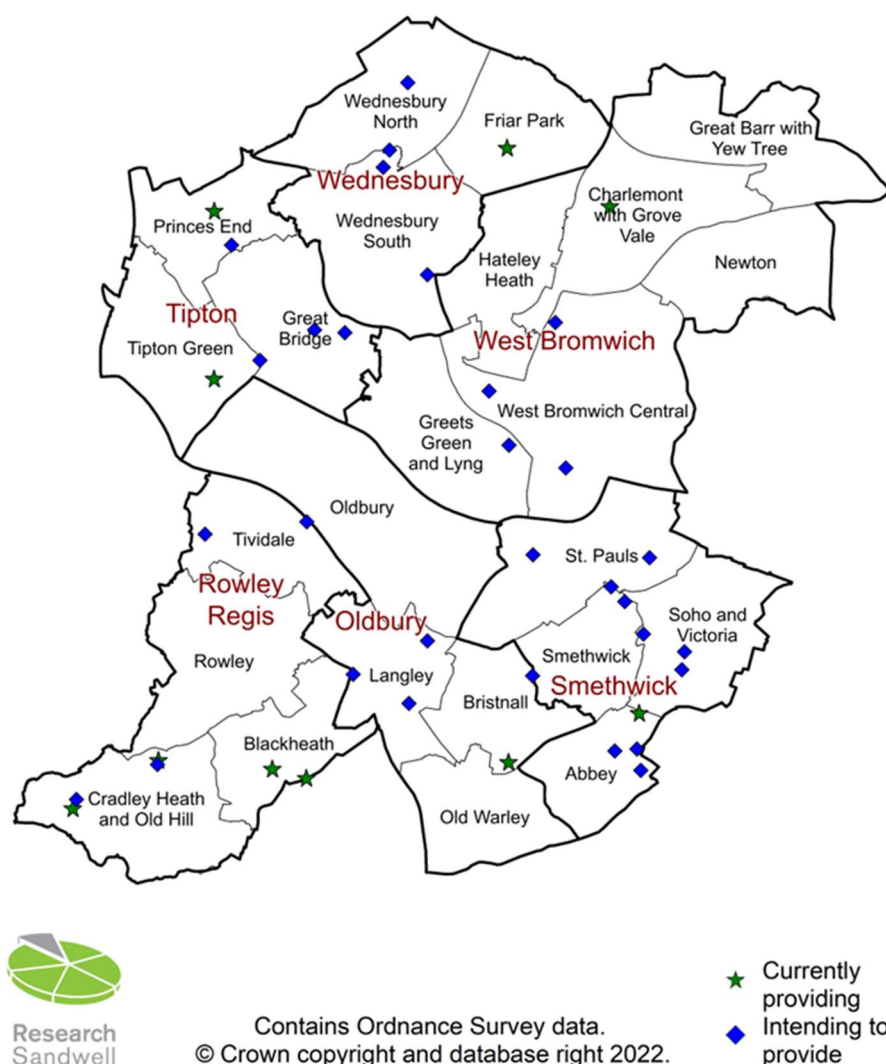 Wednesbury
North
Friar Park
Great Barr with
Yew Tree
Wednesbury
Charlemont
with Grove
Vale
Princes End
Wednesbury
South
Hateley
Heath
Newton
Tipton
Great
Bridge
Tipton Green
West Bromwich
West Bromwich Central
Greets
Green
and Lyng
Oldbury
Tividale
St. Pauls
Rowley
Regis
Oldbury
Soho and
Victoria
Rowley
Smethwick
Langley
Smethwick
Bristnall
Blackheath
Abbey
Cradley Heath
and Old Hill
Old Warley
Research
Sandwell
Contains Ordnance Survey data.
© Crown copyright and database right 2022.
Currently
providing
Intending to
provide